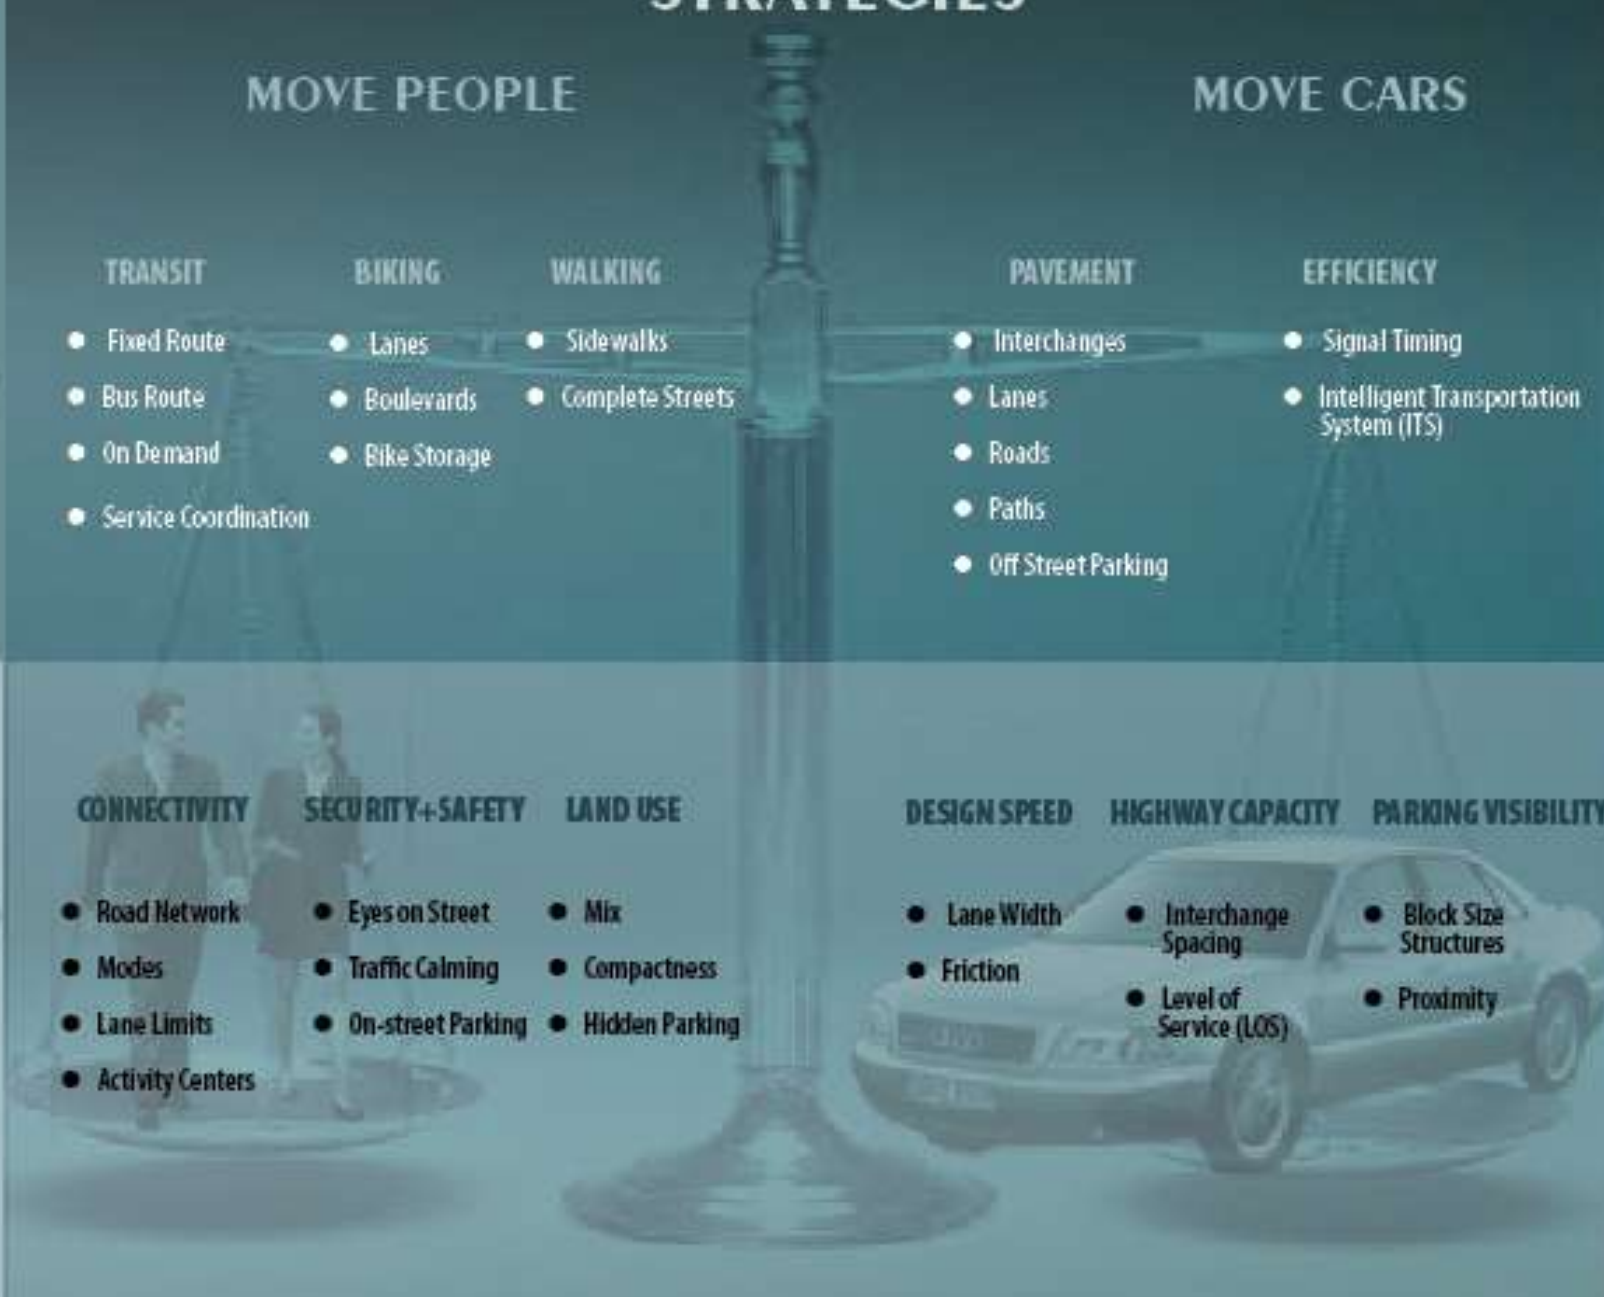 STRATEGIES
MOVE PEOPLE
MOVE CARS
TRANSIT
Fixed Route
Bus Route
On Demand
Service Coordination
BIKING
Lanes
Boulevards
Bike Storage
WALKING
Sidewalks
Complete Streets
PAVEMENT
Interchanges
Lanes
Roads
Paths
Off Street Parking
EFFICIENCY
Signal Timing
Intelligent Transportation
System (ITS)
CONNECTIVITY
Road Network
Modes
Lane Limits
Activity Centers
SECURITY+SAFETY
Eyes on Street
Traffic Calming
On-street Parking
LAND USE
Mix
Compactness
Hidden Parking
DESIGN SPEED
Lane Width
Friction
HIGHWAY CAPACITY
Interchange
Spacing
Level of
Service (LOS)
PARKING VISIBILITY
Block Size
Structures
Proximity